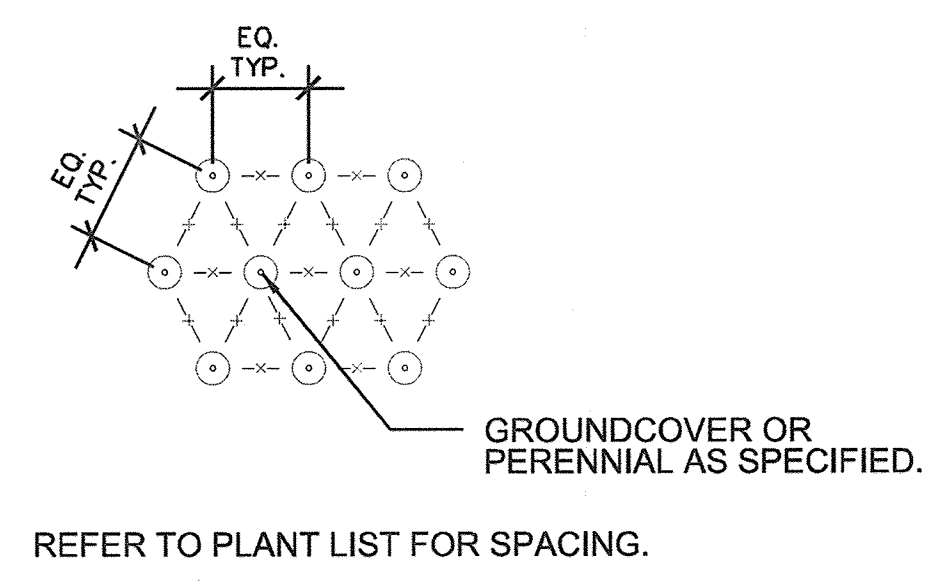 EQ.
TYP.
EQ.
TYP.
GROUNDCOVER OR
PERENNIAL AS SPECIFIED.
REFER TO PLANT LIST FOR SPACING.